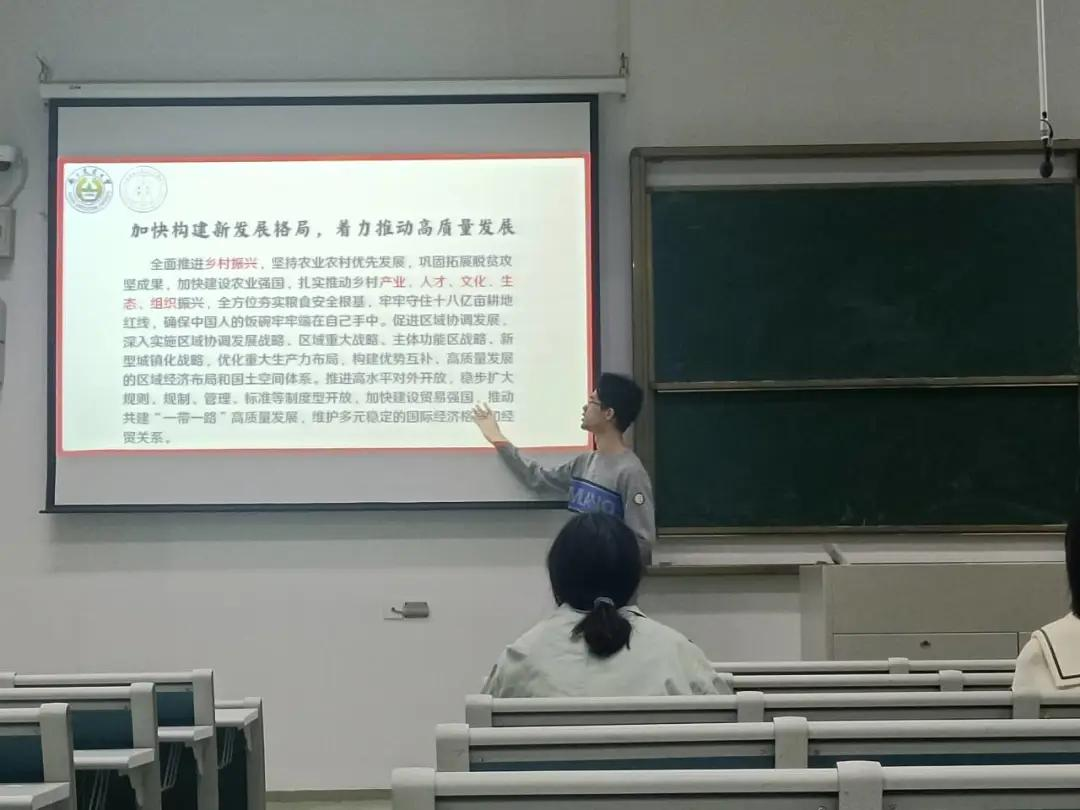 加快构建新发展格局，着力推动高质量发展
全面推进乡村振兴，坚持农业农村优先发展，巩固拓展脱贫攻
坚成果，加快建设农业强国，扎实推动乡村产业、人才、文化、生
态、组织振兴，全方位夯实粮食安全根基，牢牢守住十八亿亩耕地
红线，确保中国人的饭碗牢牢端在自己手中。促进区域协调发展，
深入实施区域协调发展战略、区域重大战略、主体功能区战略、新
型城镇化战略，优化重大生产力布局，构建优势互补、高质量发展
的区域经济布局和国土空间体系。推进高水平对外开放，稳步扩大
规则、规制、管理、标准等制度型开放，加快建设贸易强国，推动
共建“一带一路”高质量发展，维护多元稳定的国际经济格 和经
贸关系。